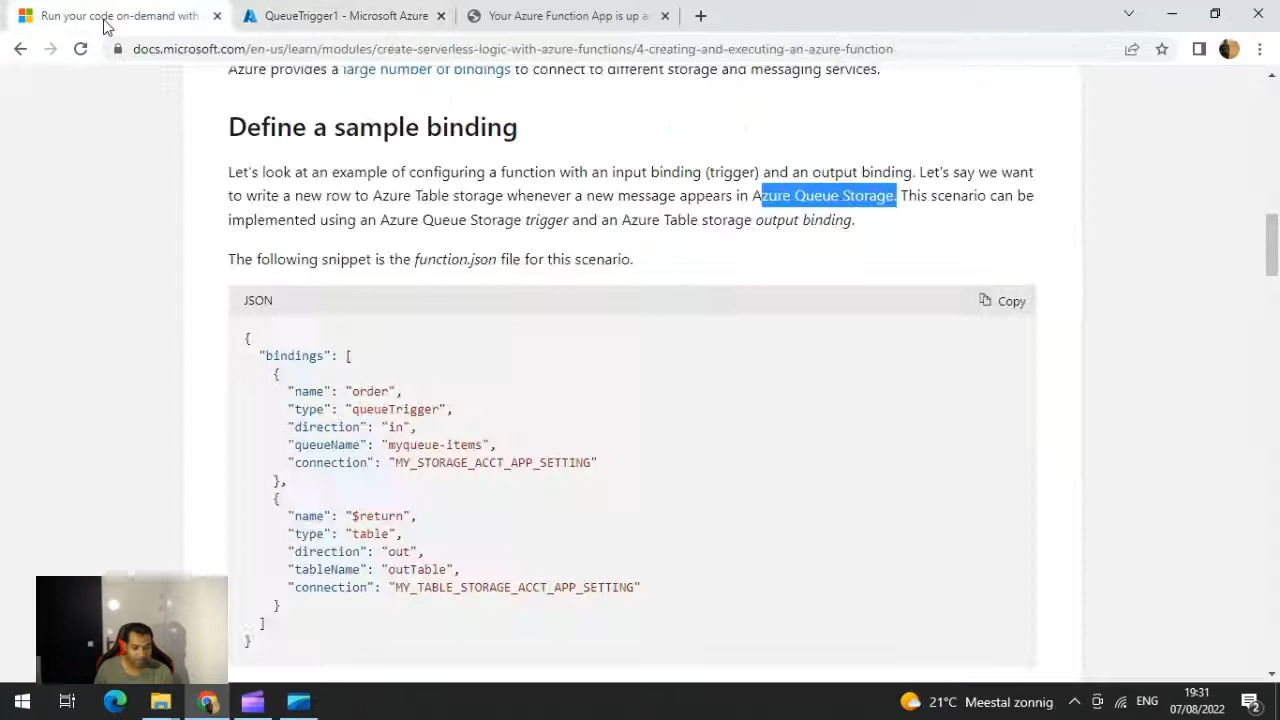 Run your code on-demand with
QueueTrigger1 - Microsoft Azure
Your Azure Function App is up a
docs.microsoft.com/en-us/learn/modules/create-serverless-logic-with-azure-functions/4-creating-and-executing-an-azure-function
Azure provides a large number of bindings to connect to different storage and messaging services.
Define a sample binding
Let's look at an example of configuring a function with an input binding (trigger) and an output binding. Let's say we want
to write a new row to Azure Table storage whenever a new message appears in Azure Queue Storage. This scenario can be
implemented using an Azure Queue Storage trigger and an Azure Table storage output binding.
The following snippet is the function.json file for this scenario.
JSON
Copy
{
"bindings": [
{
"name": "order",
"type": "queueTrigger",
"direction": "in",
"queueName": "myqueue-items",
"connection": "MY_STORAGE_ACCT_APP_SETTING"
},
{
"name": "$return",
"type": "table",
"direction": "out",
"tableName": "outTable",
"connection": "MY_TABLE_STORAGE_ACCT_APP_SETTING"
}
]
}
21°C Meestal zonnig
ENG
19:31
07/08/2022
2